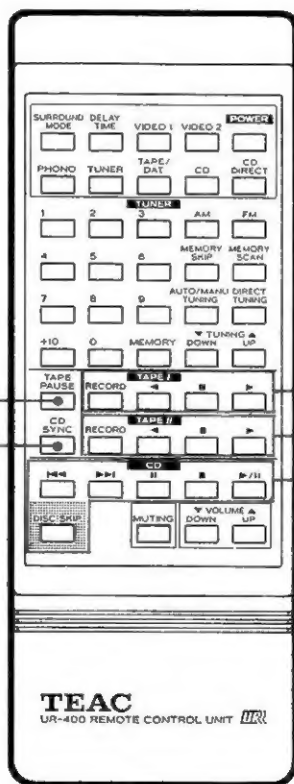 SURROUND MODE DELAY TIME VIDEO 1 VIDEO 2 POWER
PHONO TUNER TAPE/DAT CD CD DIRECT
TUNER
1 2 3 AM FM
4 5 6 MEMORY SKIP MEMORY SCAN
7 8 9 AUTO/MANU TUNING DIRECT TUNING
▼ TUNING ▲
+10 0 MEMORY DOWN UP
TAPE PAUSE TAPE I
RECORD ◀ ■ ▶
CD SYNC TAPE II
RECORD ◀ ■ ▶
CD
|◀◀ ▶▶| II ■ ▶/II
DISC SKIP MUTING ▼ VOLUME ▲
DOWN UP
TEAC
UR-400 REMOTE CONTROL UNIT UR